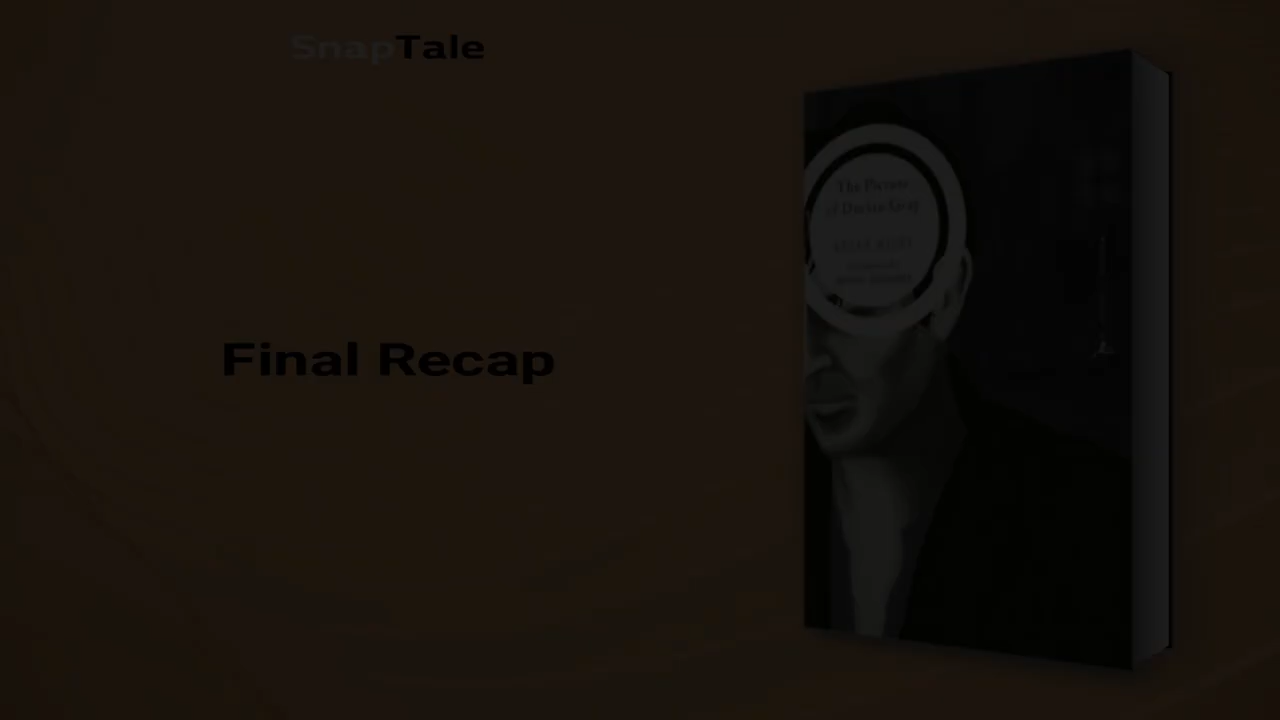 SnapTale
The Picture
of Dorian Gray
OSCAR WILDE
Final Recap